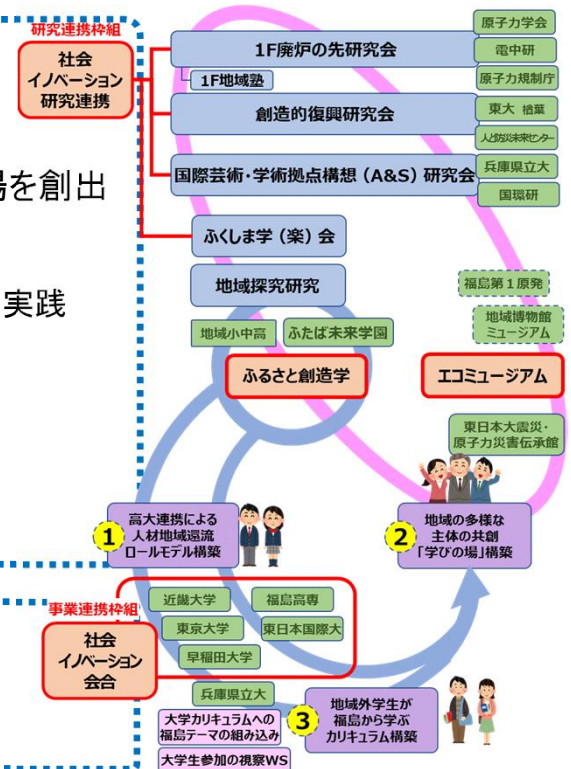 研究連携枠組
社会
イノベーション
研究連携
1F廃炉の先研究会
1F地域塾
創造的復興研究会
国際芸術・学術拠点構想（A&S）研究会
ふくしま学（楽）会
地域探究研究
原子力学会
電中研
原子力規制庁
東大 楢葉
人と防災未来センター
兵庫県立大
国環研
場を創出
実践
地域小中高
ふたば未来学園
ふるさと創造学
福島第１原発
地域博物館
ミュージアム
エコミュージアム
東日本大震災・
原子力災害伝承館
1
高大連携による
人材地域還流
ロールモデル構築
2
地域の多様な
主体の共創
「学びの場」構築
事業連携枠組
社会
イノベーション
会合
近畿大学
福島高専
東京大学
東日本国際大
早稲田大学
兵庫県立大
大学カリキュラムへの
福島テーマの組み込み
大学生参加の視察WS
3
地域外学生が
福島から学ぶ
カリキュラム構築